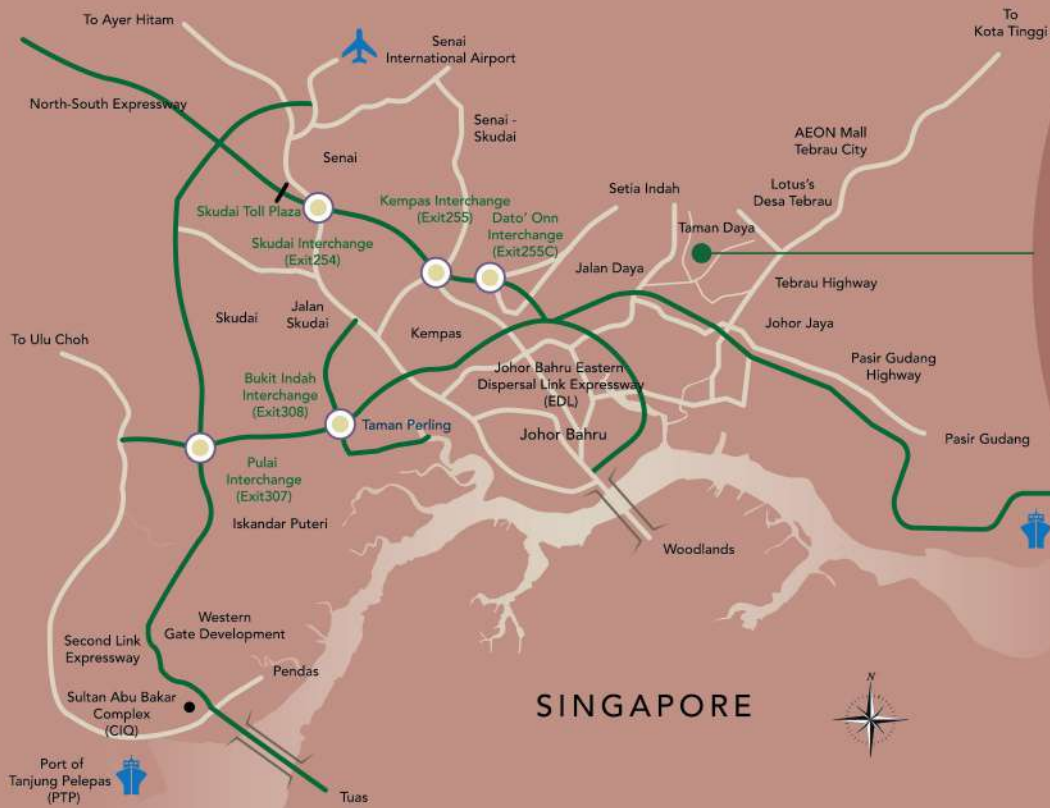 To Ayer Hitam
To
Kota Tinggi
Senai
International Airport
North-South Expressway
Senai -
Skudai
AEON Mall
Tebrau City
Senai
Setia Indah
Lotus's
Desa Tebrau
Skudai Toll Plaza
Kempas Interchange
(Exit255)
Dato' Onn
Interchange
(Exit255C)
Taman Daya
Skudai Interchange
(Exit254)
Jalan Daya
Tebrau Highway
Skudai
Jalan
Skudai
Kempas
Johor Jaya
To Ulu Choh
Pasir Gudang
Highway
Bukit Indah
Interchange
(Exit308)
Johor Bahru Eastern
Dispersal Link Expressway
(EDL)
Taman Perling
Johor Bahru
Pasir Gudang
Pulai
Interchange
(Exit307)
Iskandar Puteri
Woodlands
Western
Gate Development
Second Link
Expressway
Pendas
Sultan Abu Bakar
Complex
(CIQ)
SINGAPORE
N
Port of
Tanjung Pelepas
(PTP)
Tuas